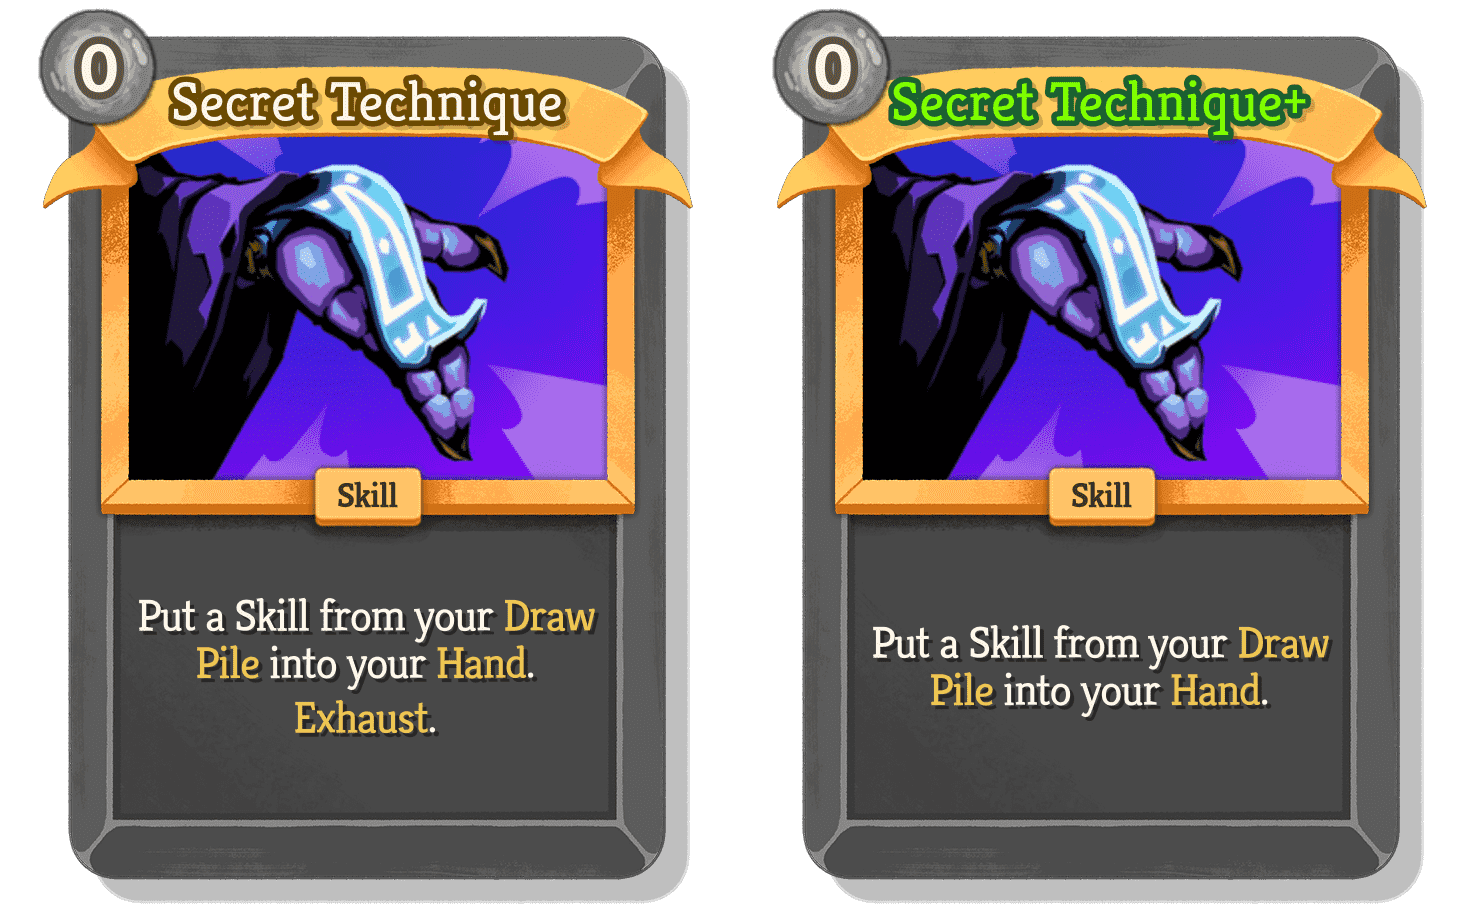 0
Secret Technique
Skill
Put a Skill from your Draw
Pile into your Hand.
Exhaust.
0
Secret Technique+
Skill
Put a Skill from your Draw
Pile into your Hand.